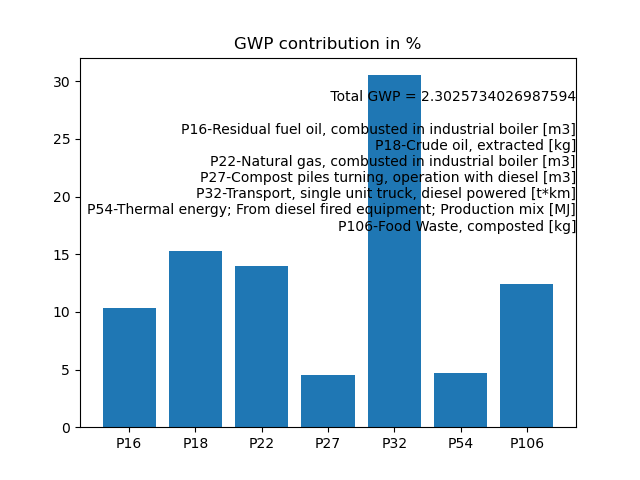 GWP contribution in %
30
25
20
15
10
5
0
Total GWP = 2.3025734026987594
P16-Residual fuel oil, combusted in industrial boiler [m3]
P18-Crude oil, extracted [kg]
P22-Natural gas, combusted in industrial boiler [m3]
P27-Compost piles turning, operation with diesel [m3]
P32-Transport, single unit truck, diesel powered [t*km]
P54-Thermal energy; From diesel fired equipment; Production mix [MJ]
P106-Food Waste, composted [kg]
P16 P18 P22 P27 P32 P54 P106